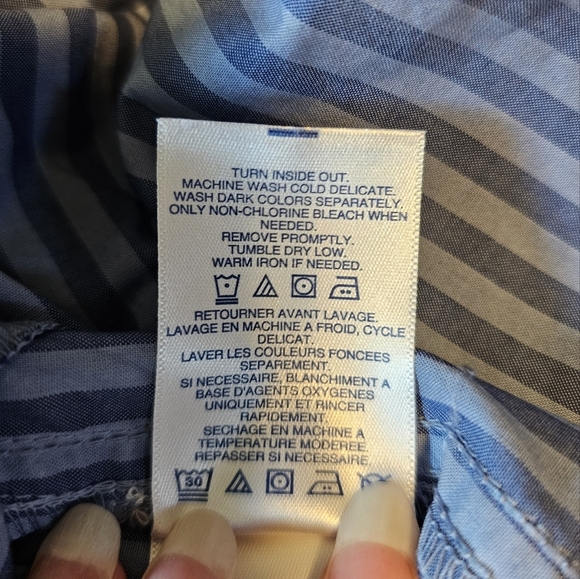 TURN INSIDE OUT.
MACHINE WASH COLD DELICATE.
WASH DARK COLORS SEPARATELY.
ONLY NON-CHLORINE BLEACH WHEN
NEEDED.
REMOVE PROMPTLY.
TUMBLE DRY LOW.
WARM IRON IF NEEDED.
RETOURNER AVANT LAVAGE.
LAVAGE EN MACHINE A FROID, CYCLE
DELICAT.
LAVER LES COULEURS FONCEES
SEPAREMENT.
SI NECESSAIRE, BLANCHIMENT A
BASE D'AGENTS OXYGENES
UNIQUEMENT ET RINCER
RAPIDEMENT.
SECHAGE EN MACHINE A
TEMPERATURE MODEREE.
REPASSER SI NECESSAIRE
30